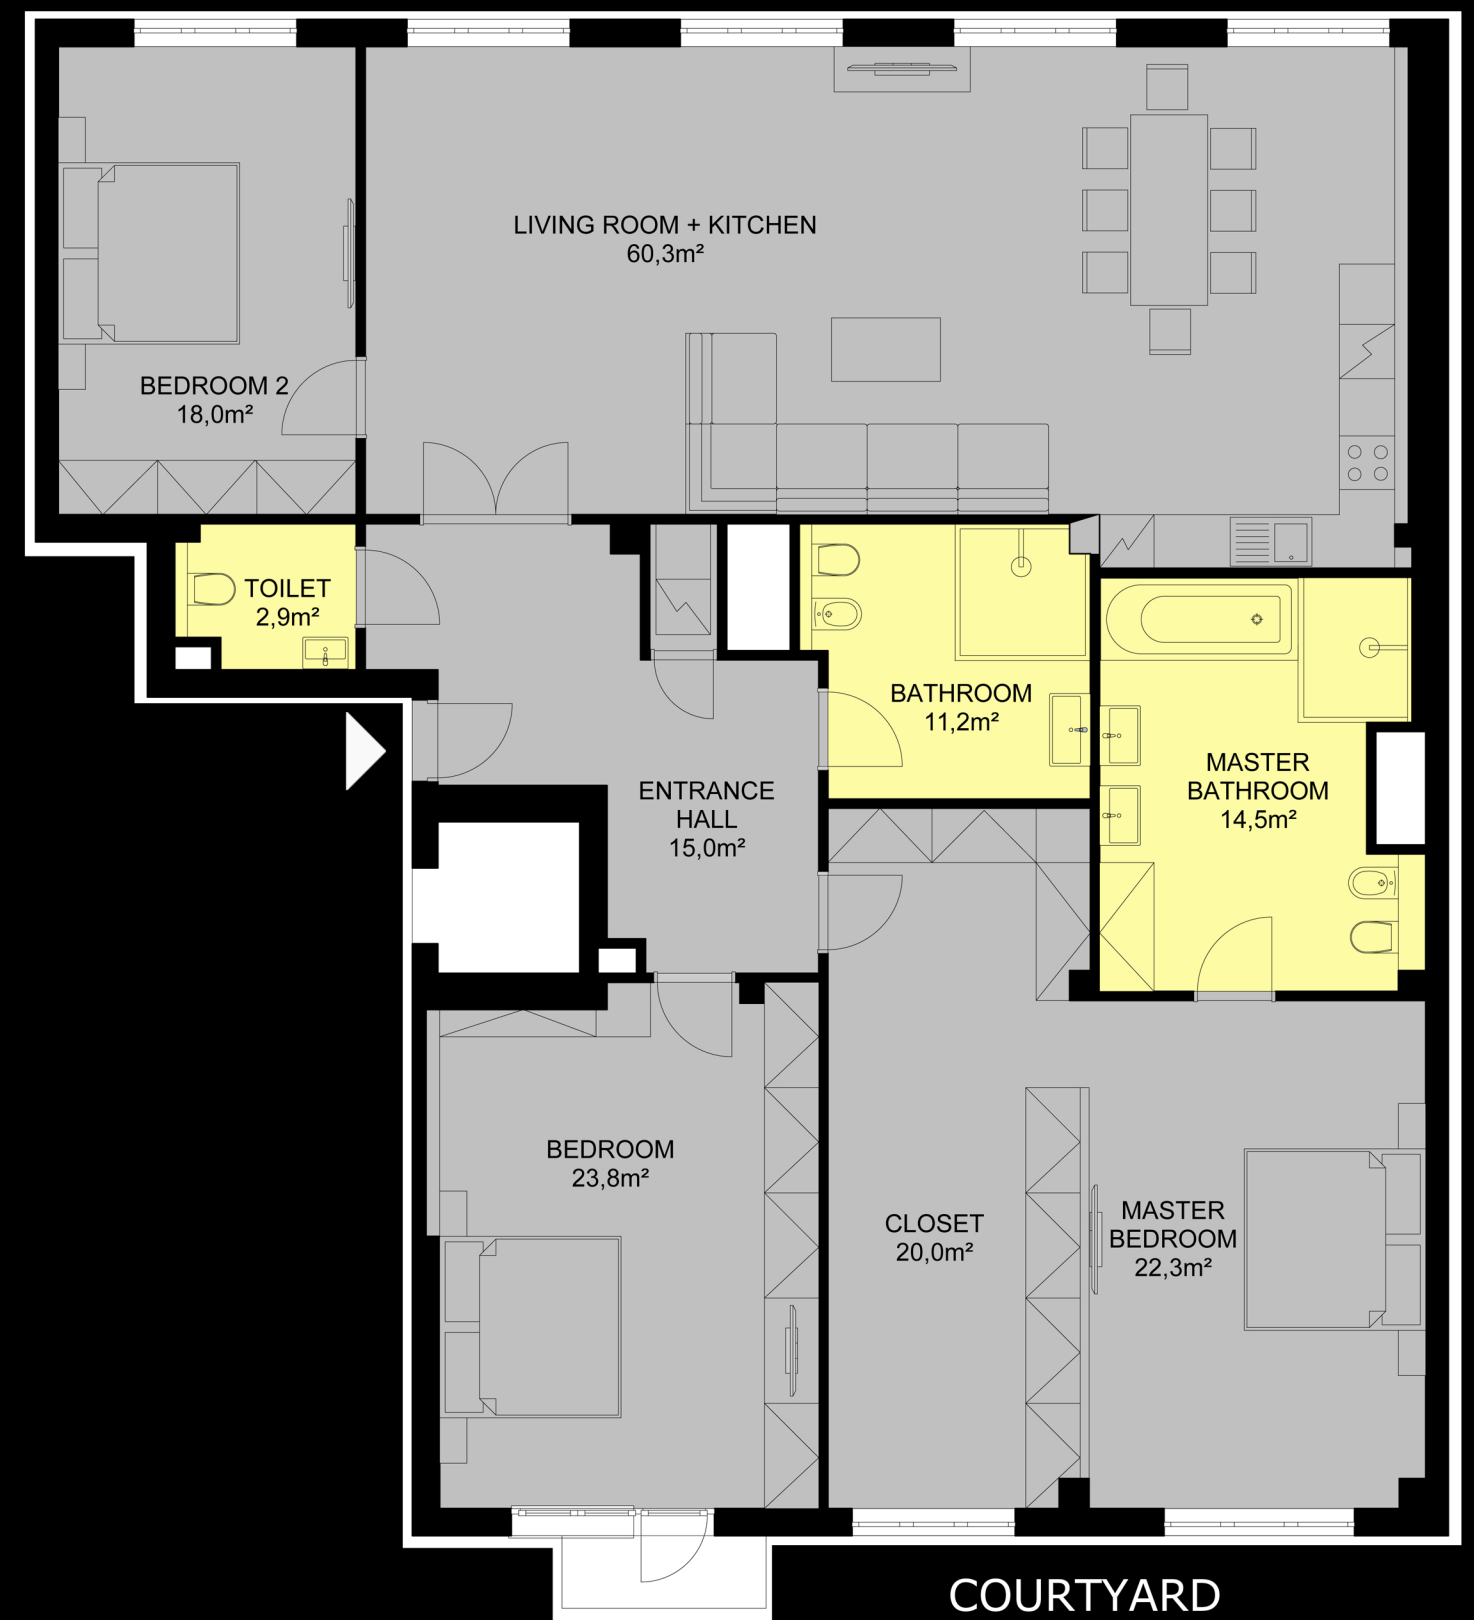 LIVING ROOM + KITCHEN
60,3m²
BEDROOM 2
18,0m²
TOILET
2,9m²
BATHROOM
11,2m²
MASTER
BATHROOM
14,5m²
ENTRANCE
HALL
15,0m²
BEDROOM
23,8m²
CLOSET
20,0m²
MASTER
BEDROOM
22,3m²
COURTYARD